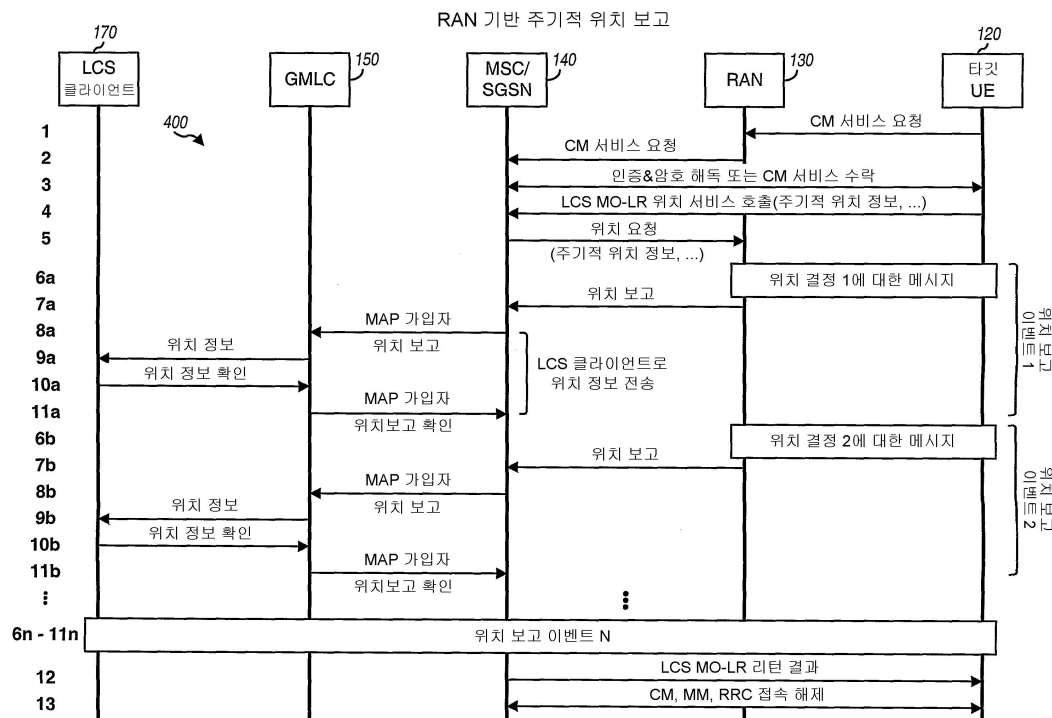 RAN 기반 주기적 위치 보고
170
150
140
130
120
LCS
클라이언트
GMLC
MSC/
SGSN
RAN
타깃
UE
400
1
CM 서비스 요청
2
CM 서비스 요청
3
인증&암호 해독 또는 CM 서비스 수락
4
LCS MO-LR 위치 서비스 호출(주기적 위치 정보, ...)
5
위치 요청
(주기적 위치 정보, ...)
6a
위치 결정 1에 대한 메시지
7a
위치 보고
8a
MAP 가입자
위치 보고
9a
위치 정보
LCS 클라이언트로
위치 정보 전송
10a
위치 정보 확인
11a
MAP 가입자
위치보고 확인
위치 보고
이벤트 1
6b
위치 결정 2에 대한 메시지
7b
위치 보고
8b
MAP 가입자
위치 보고
9b
위치 정보
10b
위치 정보 확인
11b
MAP 가입자
위치보고 확인
위치 보고
이벤트 2
6n - 11n
위치 보고 이벤트 N
12
LCS MO-LR 리턴 결과
13
CM, MM, RRC 접속 해제